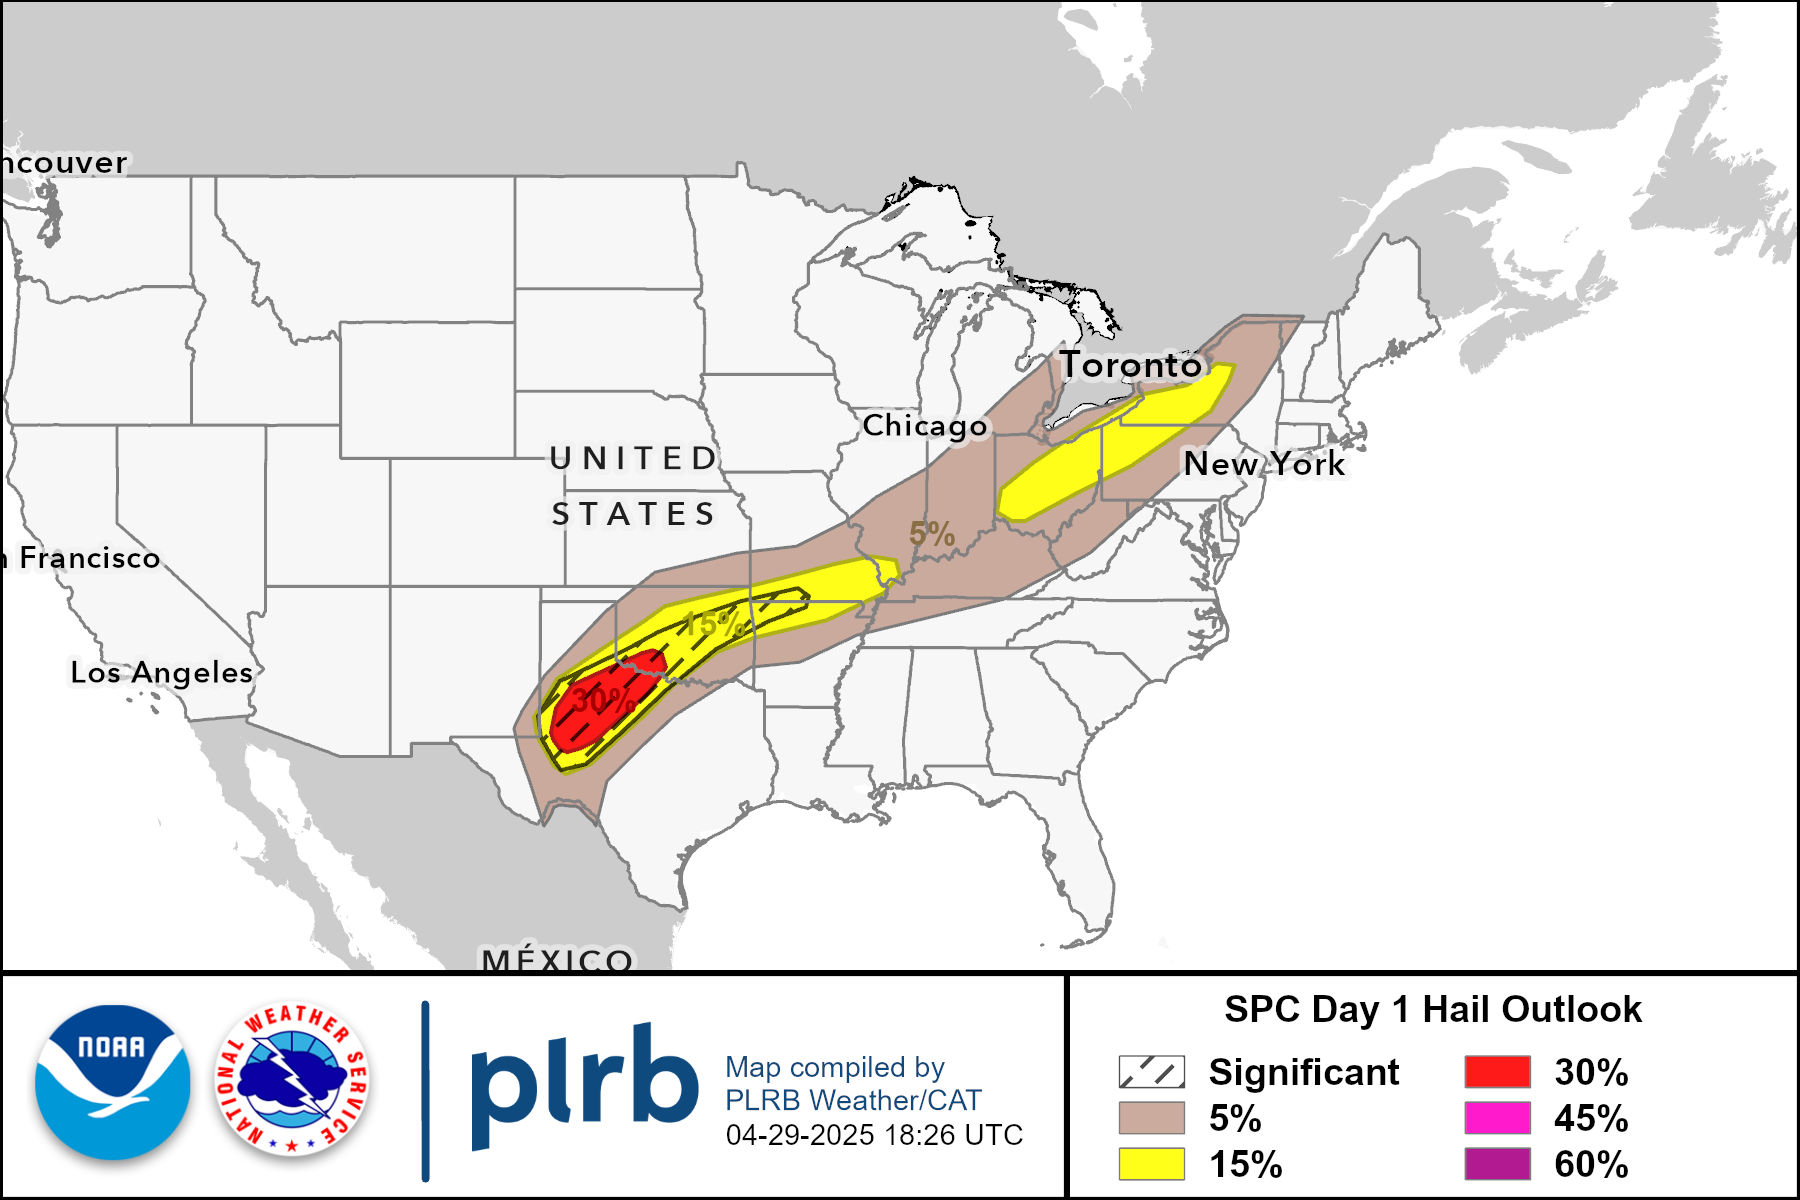 ncouver
Toronto
Chicago
UNITED
STATES
New York
5%
n Francisco
15%
Los Angeles
30%
MÉXICO
NOAA
NATIONAL WEATHER SERVICE
plrb
Map compiled by
PLRB Weather/CAT
04-29-2025 18:26 UTC
SPC Day 1 Hail Outlook
Significant
5%
15%
30%
45%
60%